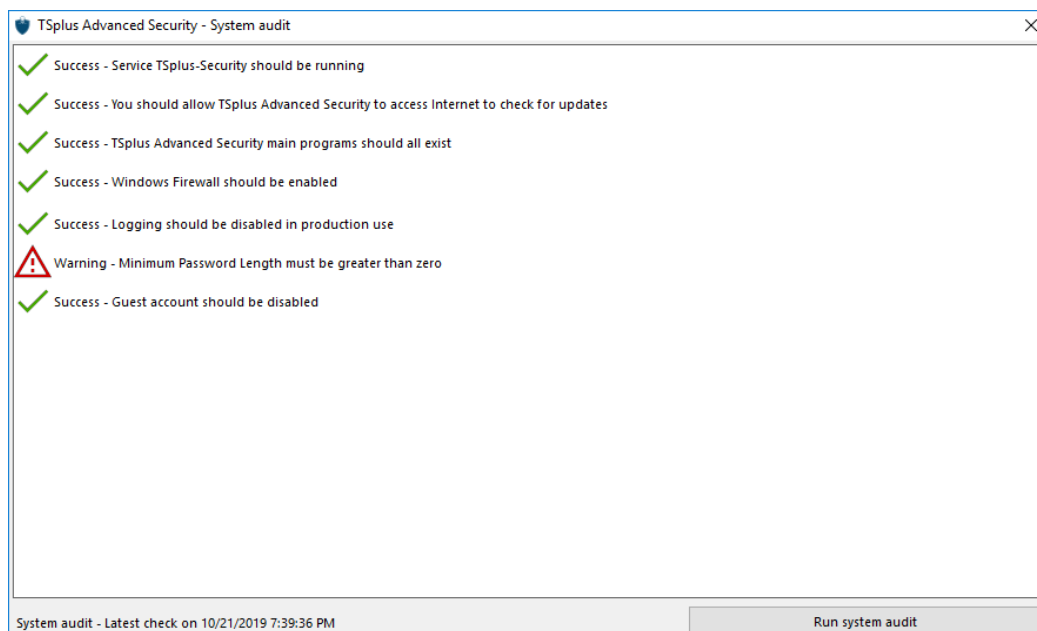 TSplus Advanced Security - System audit
Success - Service TSplus-Security should be running
Success - You should allow TSplus Advanced Security to access Internet to check for updates
Success - TSplus Advanced Security main programs should all exist
Success - Windows Firewall should be enabled
Success - Logging should be disabled in production use
Warning - Minimum Password Length must be greater than zero
Success - Guest account should be disabled
System audit - Latest check on 10/21/2019 7:39:36 PM
Run system audit